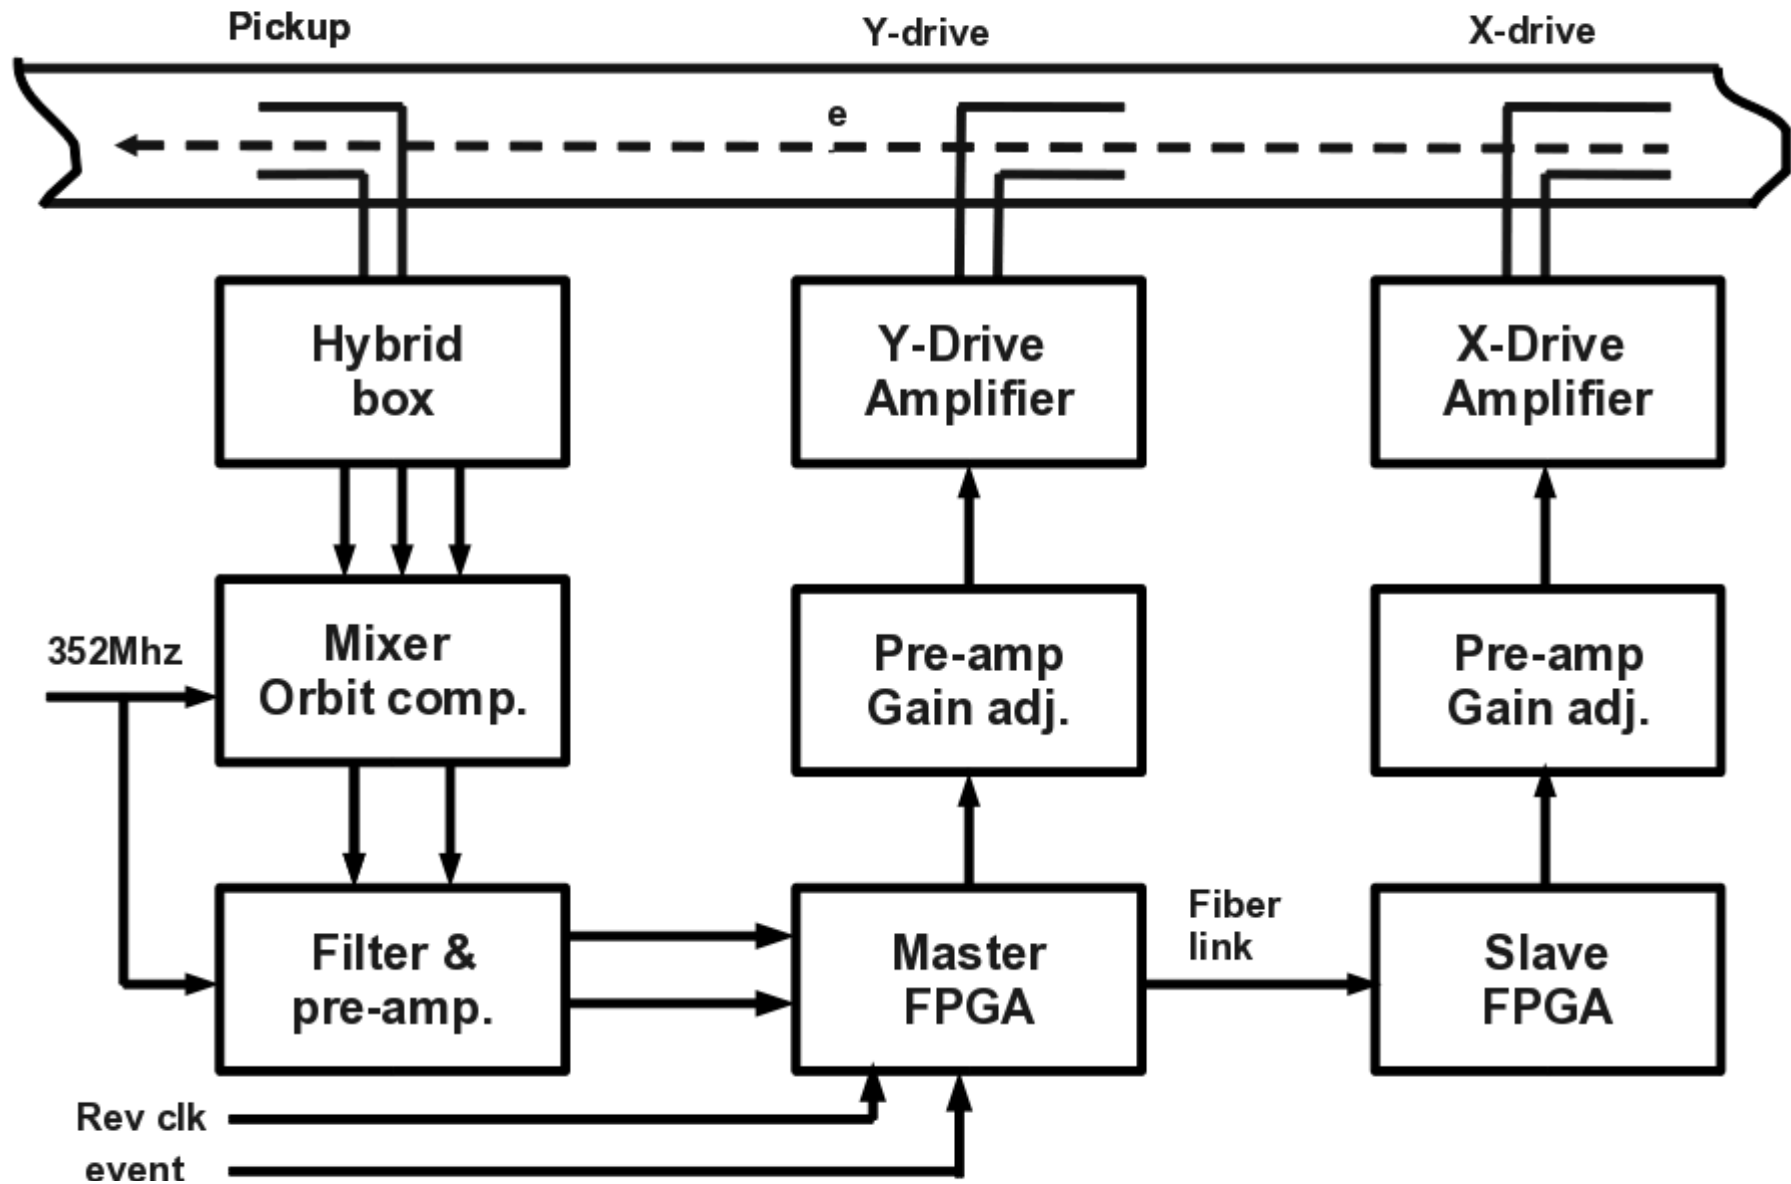 Pickup
Y-drive
X-drive
e
-
Hybrid
box
Y-Drive
Amplifier
X-Drive
Amplifier
352Mhz
Mixer
Orbit comp.
Pre-amp
Gain adj.
Pre-amp
Gain adj.
Filter &
pre-amp.
Master
FPGA
Fiber
link
Slave
FPGA
Rev clk
event